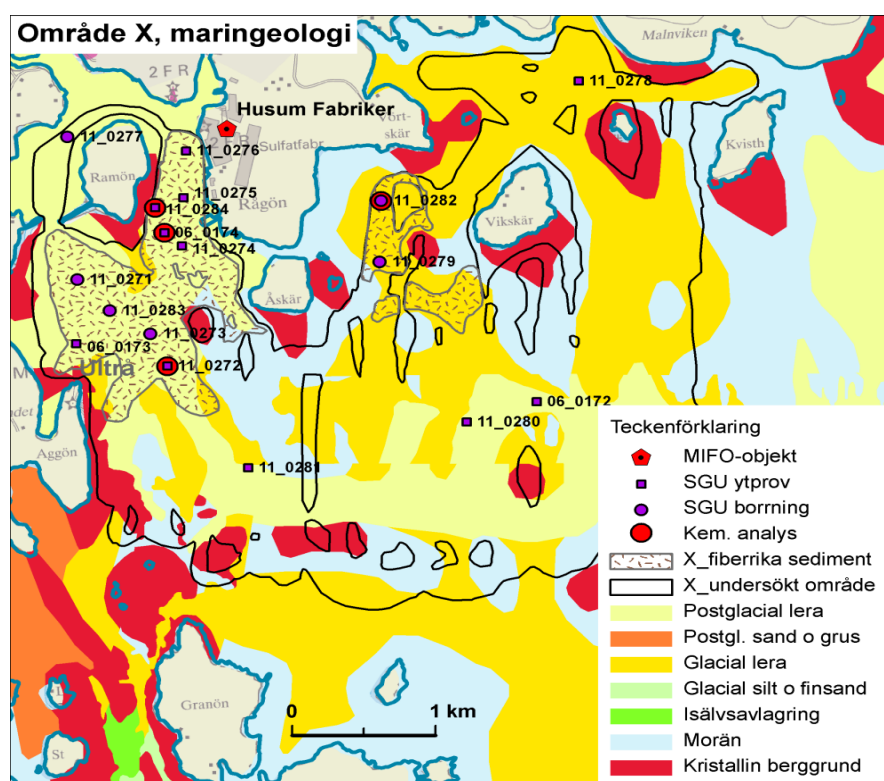 Område X, maringeologi
Malnviken
2 F R
11_0278
Husum Fabriker
11_0277
2 F R
Sulfatfabr.
11_0276
Kvisth
Ramön
11_0275
Rågön
11_0284
11_0282
06_0174
Vikskär
11_0274
11_0279
11_0271
Åskär
11_0283
11_0273
06_0173
Ultrå
11_0272
06_0172
11_0280
Aggön
11_0281
Granön
St
0
1 km
Teckenförklaring
MIFO-objekt
SGU ytprov
SGU borrning
Kem. analys
X_fiberrika sediment
X_undersökt område
Postglacial lera
Postgl. sand o grus
Glacial lera
Glacial silt o finsand
Isälvsavlagring
Morän
Kristallin berggrund